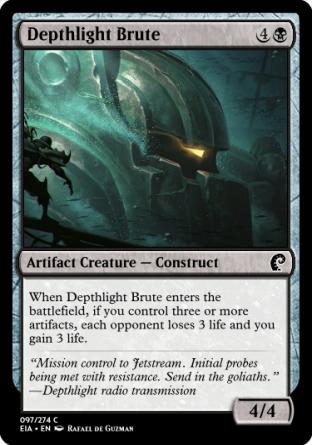 Depthlight Brute 4
Artifact Creature — Construct
When Depthlight Brute enters the
battlefield, if you control three or more
artifacts, each opponent loses 3 life and you
gain 3 life.
“Mission control to Jetstream. Initial probes
being met with resistance. Send in the goliaths.”
—Depthlight radio transmission
4/4
097/274 C
EIA • EN Rafael de Guzman